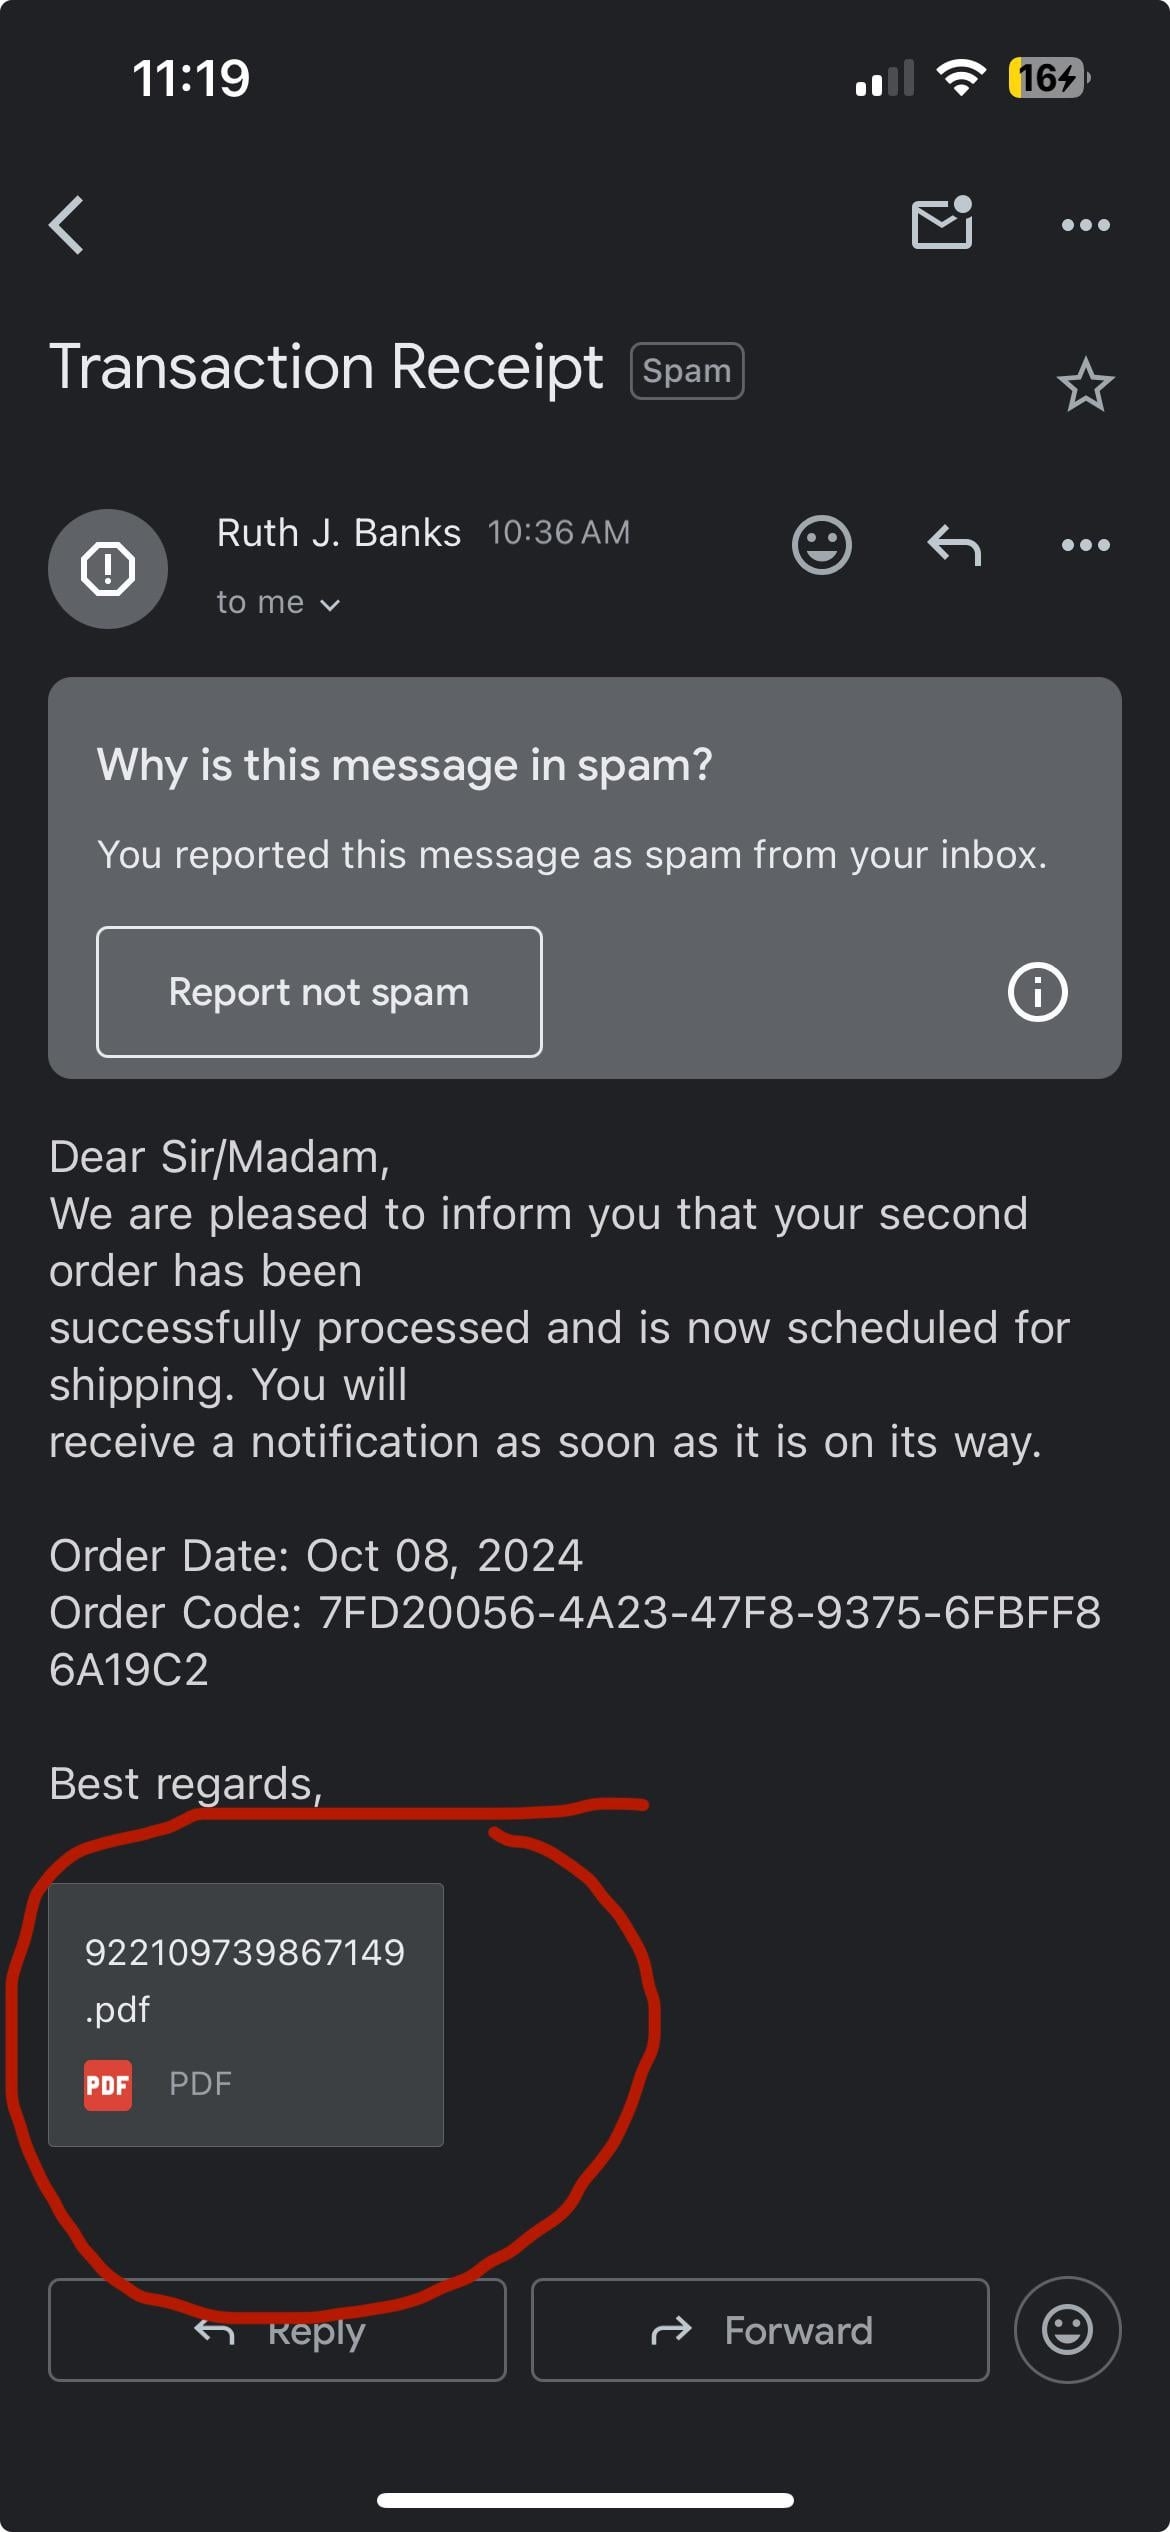 11:19
16
Transaction Receipt Spam
Ruth J. Banks 10:36 AM
to me
Why is this message in spam?
You reported this message as spam from your inbox.
Report not spam
Dear Sir/Madam,
We are pleased to inform you that your second
order has been
successfully processed and is now scheduled for
shipping. You will
receive a notification as soon as it is on its way.
Order Date: Oct 08, 2024
Order Code: 7FD20056-4A23-47F8-9375-6FBFF8
6A19C2
Best regards,
922109739867149
.pdf
PDF PDF
Reply Forward